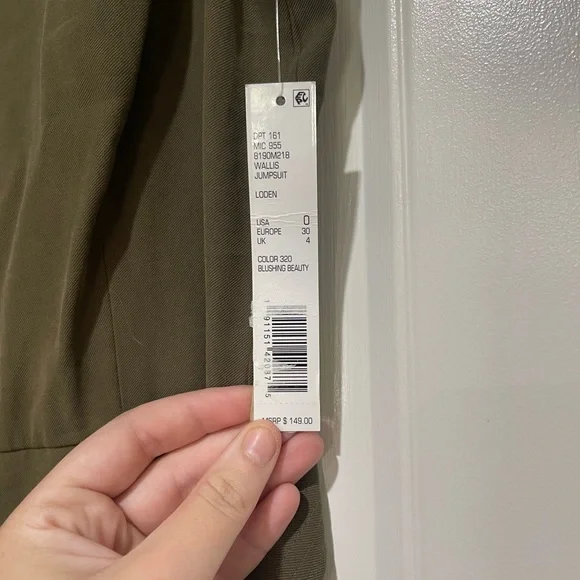 DPT 161
MIC 955
8190M218
WALLIS
JUMPSUIT
LODEN
USA 0
EUROPE 30
UK 4
COLOR 320
BLUSHING BEAUTY
MSRP $ 149.00